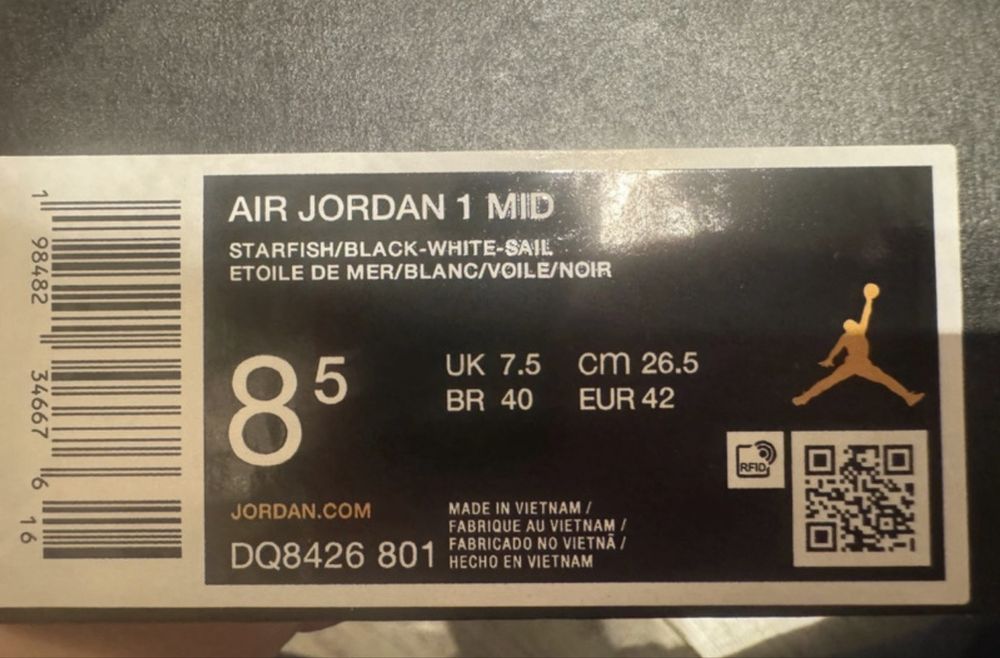 AIR JORDAN 1 MID
STARFISH/BLACK-WHITE-SAIL
ETOILE DE MER/BLANC/VOILE/NOIR
8 5
UK 7.5 cm 26.5
BR 40 EUR 42
RFID
JORDAN.COM
DQ8426 801
MADE IN VIETNAM /
FABRIQUE AU VIETNAM /
FABRICADO NO VIETNÃ /
HECHO EN VIETNAM
1 98482 34667 6 16